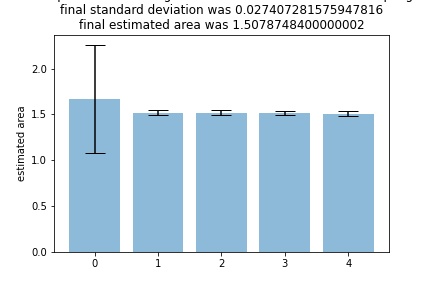 final standard deviation was 0.027407281575947816
final estimated area was 1.5078748400000002
estimated area
2.0
1.5
1.0
0.5
0.0
0 1 2 3 4